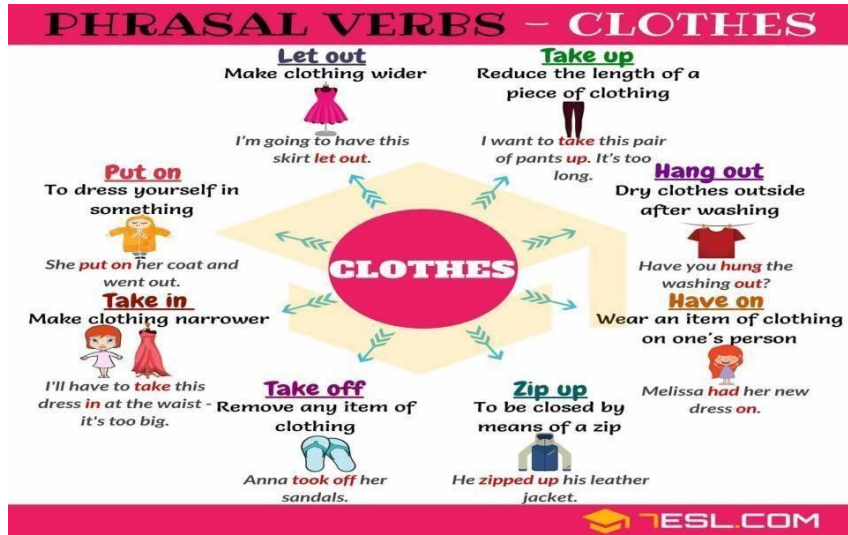 PHRASAL VERBS - CLOTHES
Let out
Make clothing wider
I'm going to have this
skirt let out.
Take up
Reduce the length of a
piece of clothing
I want to take this pair
of pants up. It's too
long.
Put on
To dress yourself in
something
She put on her coat and
went out.
Hang out
Dry clothes outside
after washing
Have you hung the
washing out?
CLOTHES
Take in
Make clothing narrower
I'll have to take this
dress in at the waist -
it's too big.
Have on
Wear an item of clothing
on one's person
Melissa had her new
dress on.
Take off
Remove any item of
clothing
Anna took off her
sandals.
Zip up
To be closed by
means of a zip
He zipped up his leather
jacket.
7ESL.COM